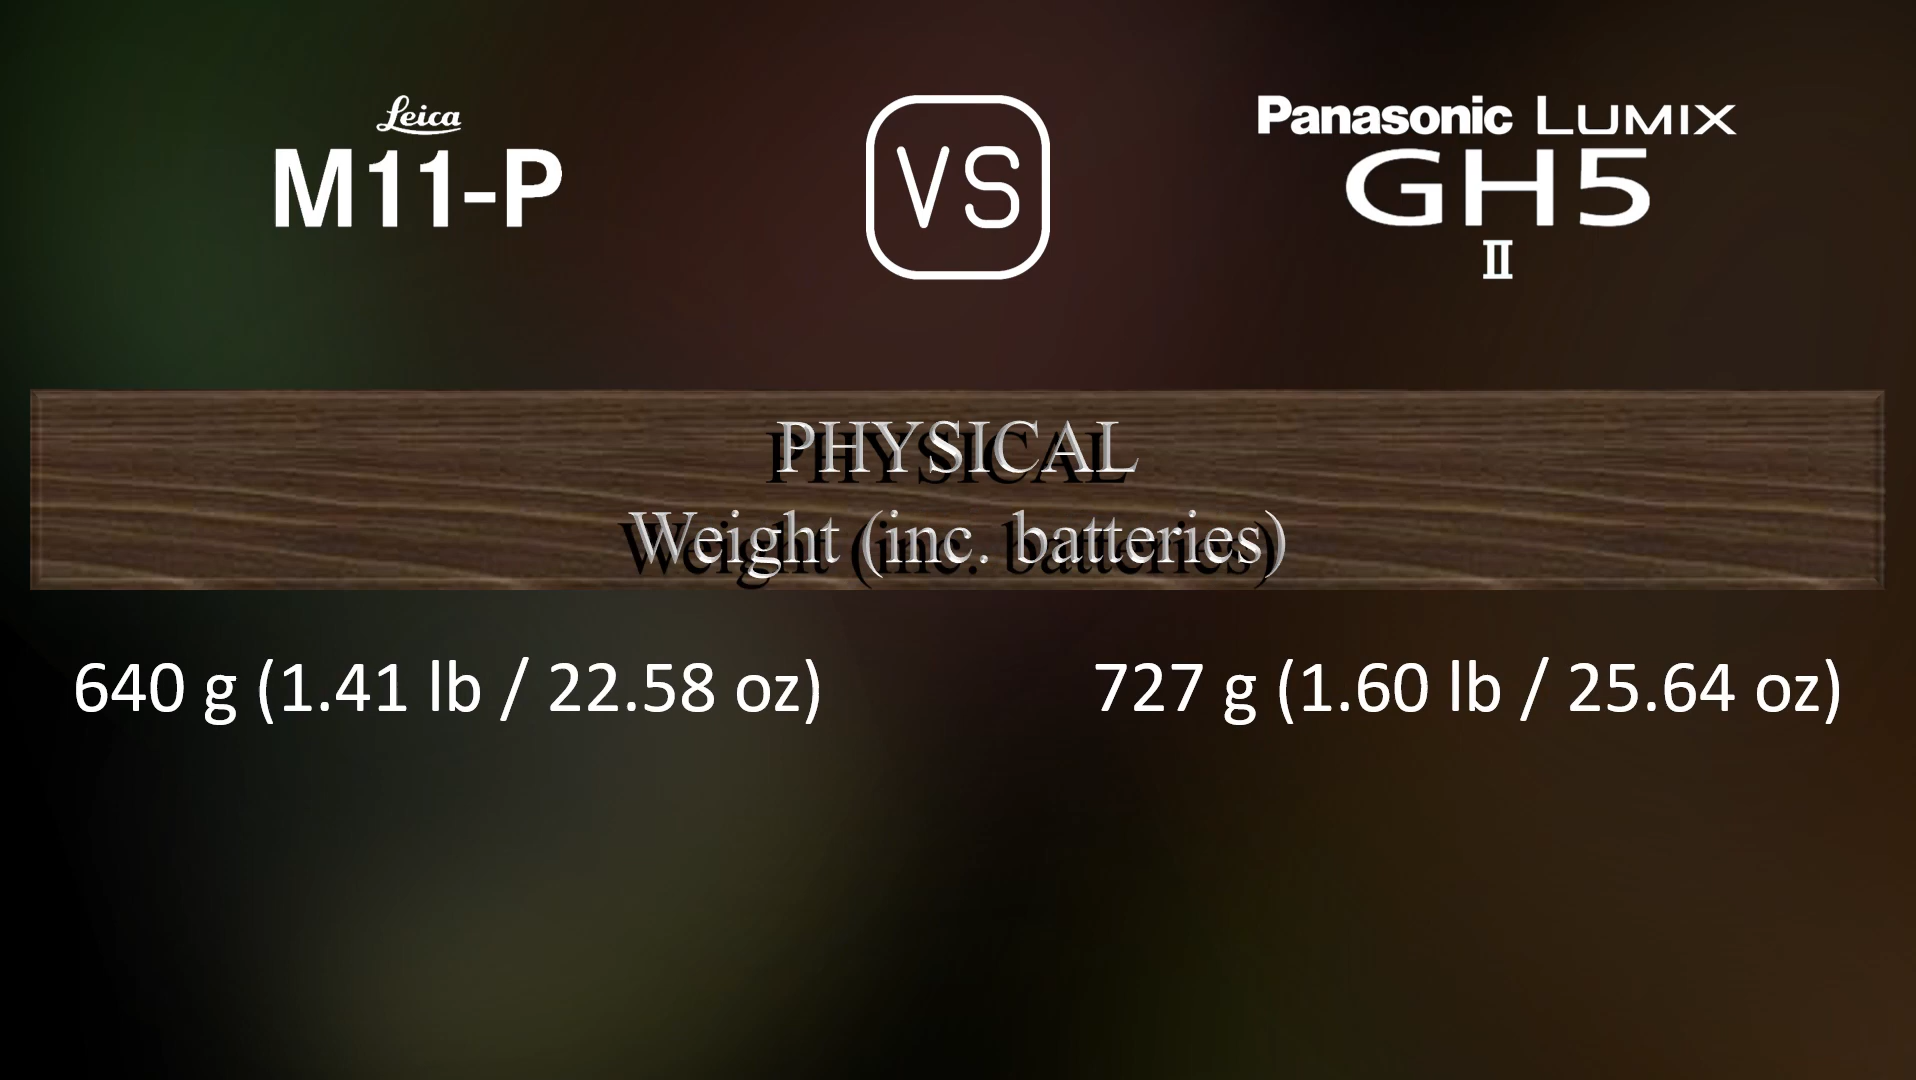 Leica
M11-P
VS
Panasonic LUMIX
GH5
II
PHYSICAL
Weight (inc. batteries)
640 g (1.41 lb / 22.58 oz)
727 g (1.60 lb / 25.64 oz)